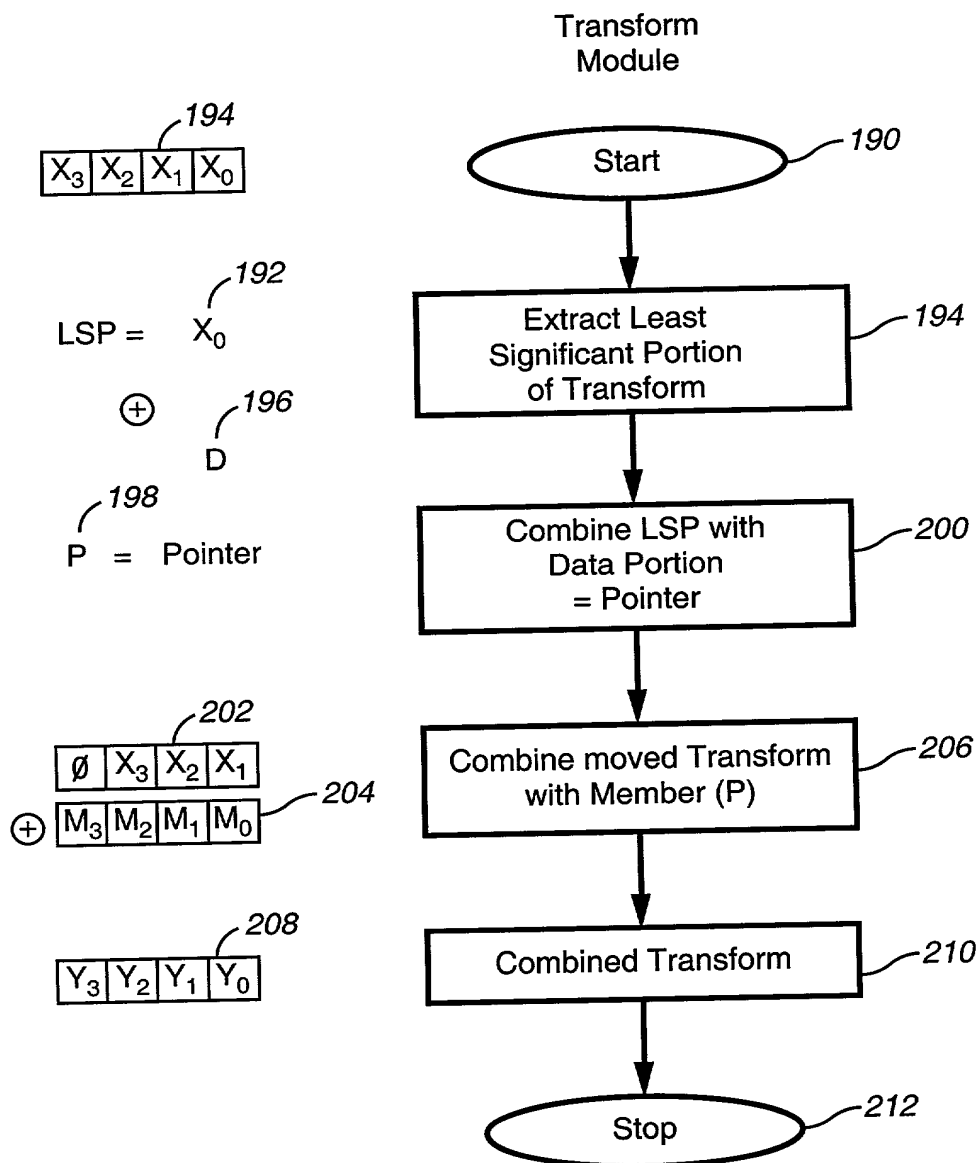 Transform
Module
194
X3 X2 X1 X0
Start
190
192
LSP = X0
Extract Least
Significant Portion
of Transform
194
⊕
196
D
198
P = Pointer
Combine LSP with
Data Portion
= Pointer
200
202
Ø X3 X2 X1
204
⊕ M3 M2 M1 M0
Combine moved Transform
with Member (P)
206
208
Y3 Y2 Y1 Y0
Combined Transform
210
Stop
212